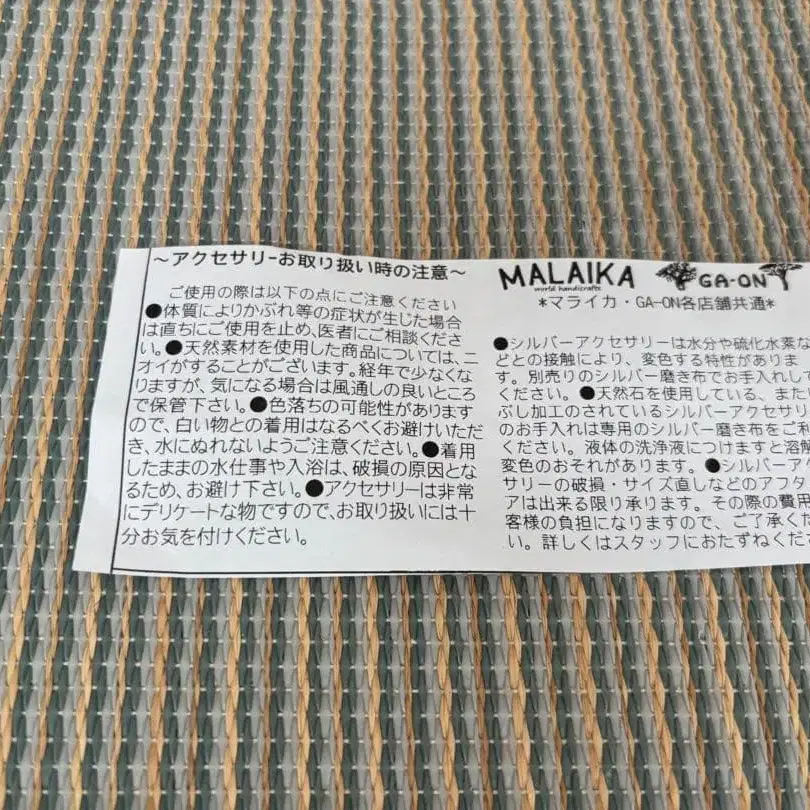 ～アクセサリーお取り扱い時の注意～
ご使用の際は以下の点にご注意ください
●体質によりかぶれ等の症状が生じた場合
は直ちにご使用を止め、医者にご相談くださ
い。●天然素材を使用した商品については、ニ
オイがすることがございます。経年で少なくな
りますが、気になる場合は風通しの良いところ
で保管下さい。●色落ちの可能性があります
ので、白い物との着用はなるべくお避けいただ
き、水にぬれないようご注意ください。●着用
したままの水仕事や入浴は、破損の原因とな
るため、お避け下さい。●アクセサリーは非常
にデリケートな物ですので、お取り扱いには十
分お気を付けください。
MALAIKA
world handicrafts
GA-ON
*マライカ・GA-ON各店舗共通*
●シルバーアクセサリーは水分や硫化水薬な
どとの接触により、変色する特性がありま
す。別売りのシルバー磨き布でお手入れして
ください。●天然石を使用している、また
ぶし加工のされているシルバーアクセサリ
のお手入れは専用のシルバー磨き布をご利
ください。液体の洗浄液につけますと溶解
変色のおそれがあります。●シルバーアク
サリーの破損・サイズ直しなどのアフタ
アは出来る限り承ります。その際の費用
客様の負担になりますので、ご了承くだ
い。詳しくはスタッフにおたずねくださ